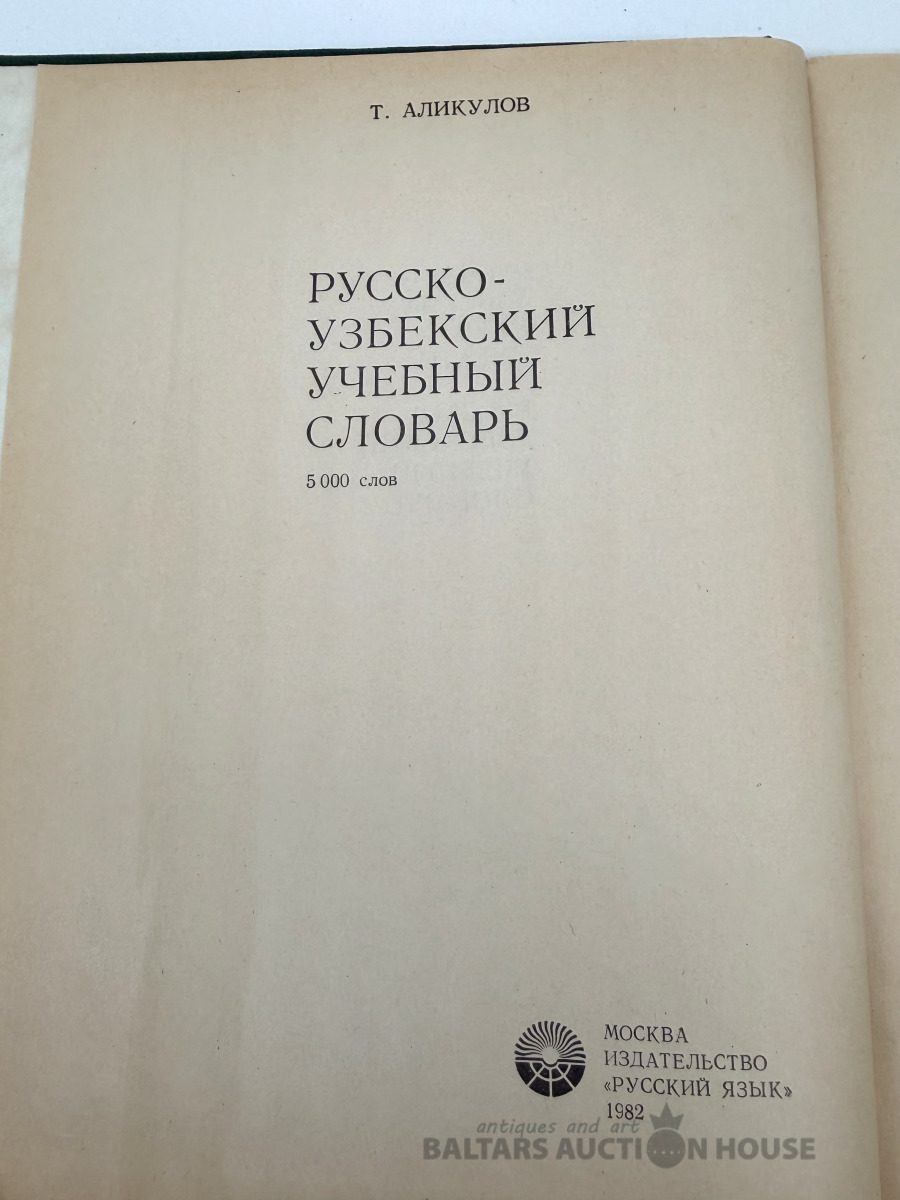 Т. АЛИКУЛОВ
РУССКО-
УЗБЕКСКИЙ
УЧЕБНЫЙ
СЛОВАРЬ
5 000 слов
МОСКВА
ИЗДАТЕЛЬСТВО
«РУССКИЙ ЯЗЫК»
1982
antiques and art
BALTARS AUCTION HOUSE